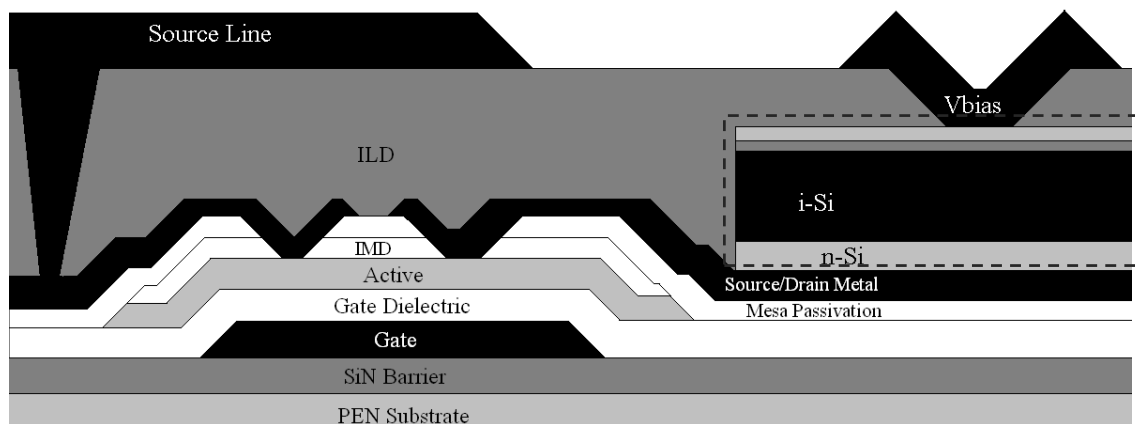 Source Line
Vbias
ILD
i-Si
IMD
n-Si
Active
Source/Drain Metal
Gate Dielectric
Mesa Passivation
Gate
SiN Barrier
PEN Substrate